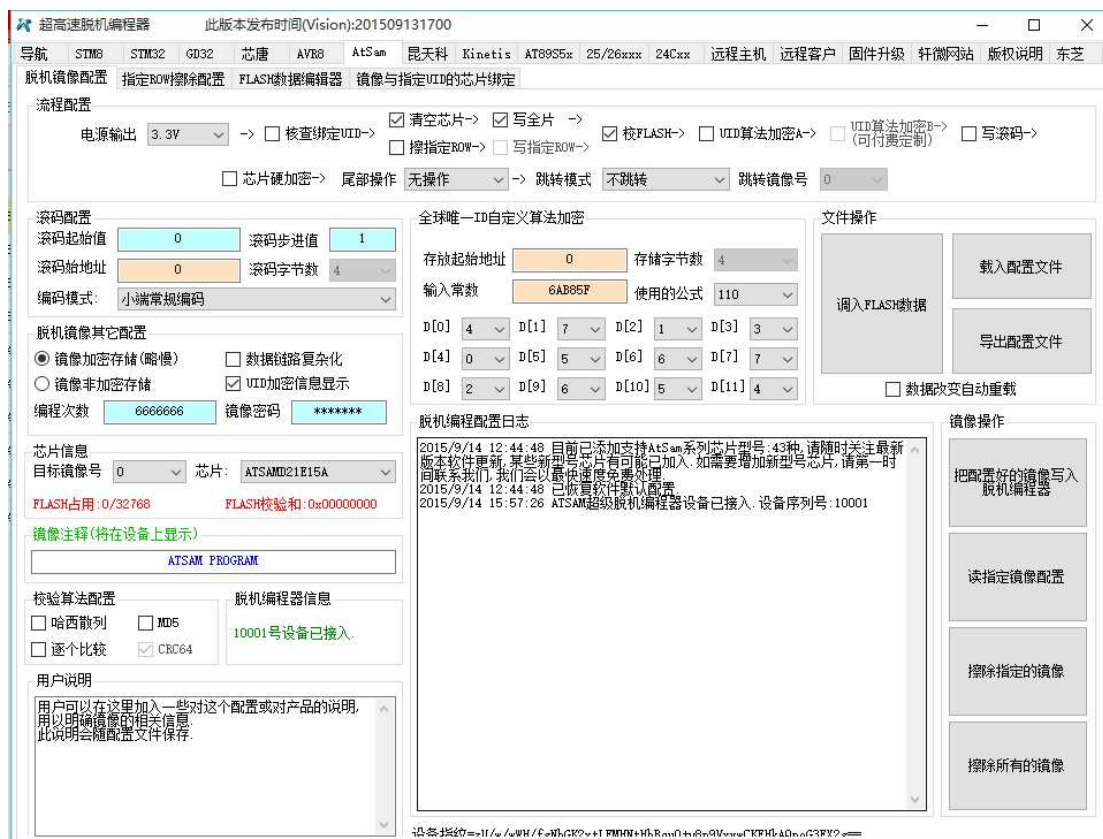 超高速脱机编程器 此版本发布时间(Vision):201509131700
导航 STM8 STM32 GD32 芯唐 AVR8 AtSam 昆天科 Kinetis AT89S5x 25/26xxx 24Cxx 远程主机 远程客户 固件升级 轩微网站 版权说明 东芝
脱机镜像配置 指定ROW擦除配置 FLASH数据编辑器 镜像与指定UID的芯片绑定
流程配置
电源输出 3.3V -> 核查绑定UID-> 清空芯片-> 写全片 -> 校FLASH-> UID算法加密A-> UID算法加密B-> (可付费定制) 写滚码->
擦指定ROW-> 写指定ROW->
芯片硬加密-> 尾部操作 无操作 -> 跳转模式 不跳转 跳转镜像号 0
滚码配置
滚码起始值 0 滚码步进值 1
滚码始地址 0 滚码字节数 4
编码模式: 小端常规编码
全球唯一ID自定义算法加密
存放起始地址 0 存储字节数 4
输入常数 6AB85F 使用的公式 110
D[0] 4 D[1] 7 D[2] 1 D[3] 3
D[4] 0 D[5] 5 D[6] 6 D[7] 7
D[8] 2 D[9] 6 D[10] 5 D[11] 4
文件操作
调入FLASH数据
载入配置文件
导出配置文件
数据改变自动重载
脱机镜像其它配置
镜像加密存储(略慢) 数据链路复杂化
镜像非加密存储 UID加密信息显示
编程次数 6666666 镜像密码 *******
芯片信息
目标镜像号 0 芯片: ATSAMD21E15A
FLASH占用:0/32768 FLASH校验和:0x00000000
镜像注释(将在设备上显示)
ATSAM PROGRAM
校验算法配置
哈西散列 MD5
逐个比较 CRC64
脱机编程器信息
10001号设备已接入.
用户说明
用户可以在这里加入一些对这个配置或对产品的说明,
用以明确镜像的相关信息.
此说明会随配置文件保存.
脱机编程配置日志
2015/9/14 12:44:48 目前已添加支持AtSam系列芯片型号:43种,请随时关注最新
版本软件更新,某些新型号芯片有可能已加入.如需要增加新型号芯片,请第一时
间联系我们,我们会以最快速度免费处理.
2015/9/14 12:44:48 已恢复软件默认配置.
2015/9/14 15:57:26 ATSAM超级脱机编程器设备已接入.设备序列号:10001
镜像操作
把配置好的镜像写入
脱机编程器
读指定镜像配置
擦除指定的镜像
擦除所有的镜像